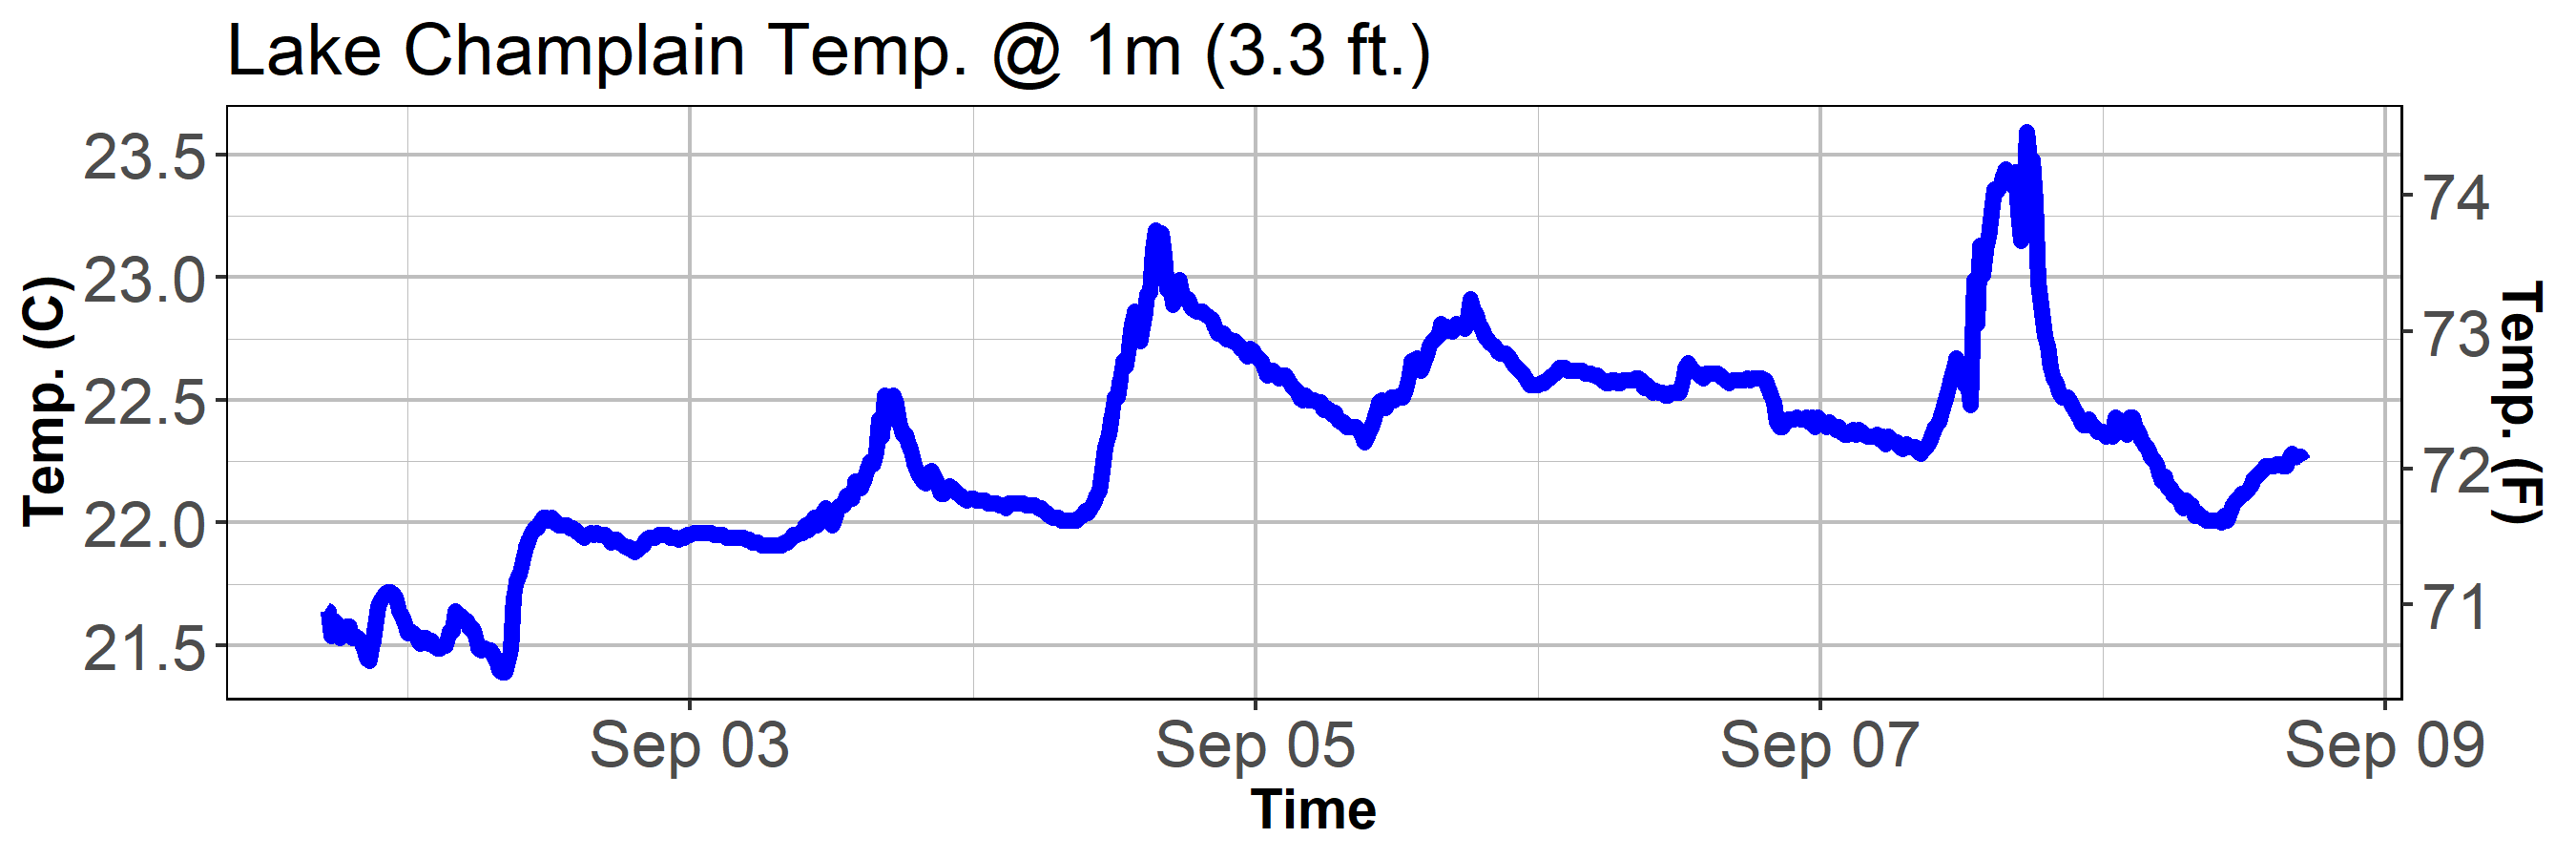 Lake Champlain Temp. @ 1m (3.3 ft.)
Temp. (C)
23.5
23.0
22.5
22.0
21.5
74
73
72
71
Temp. (F)
Sep 03
Sep 05
Sep 07
Sep 09
Time